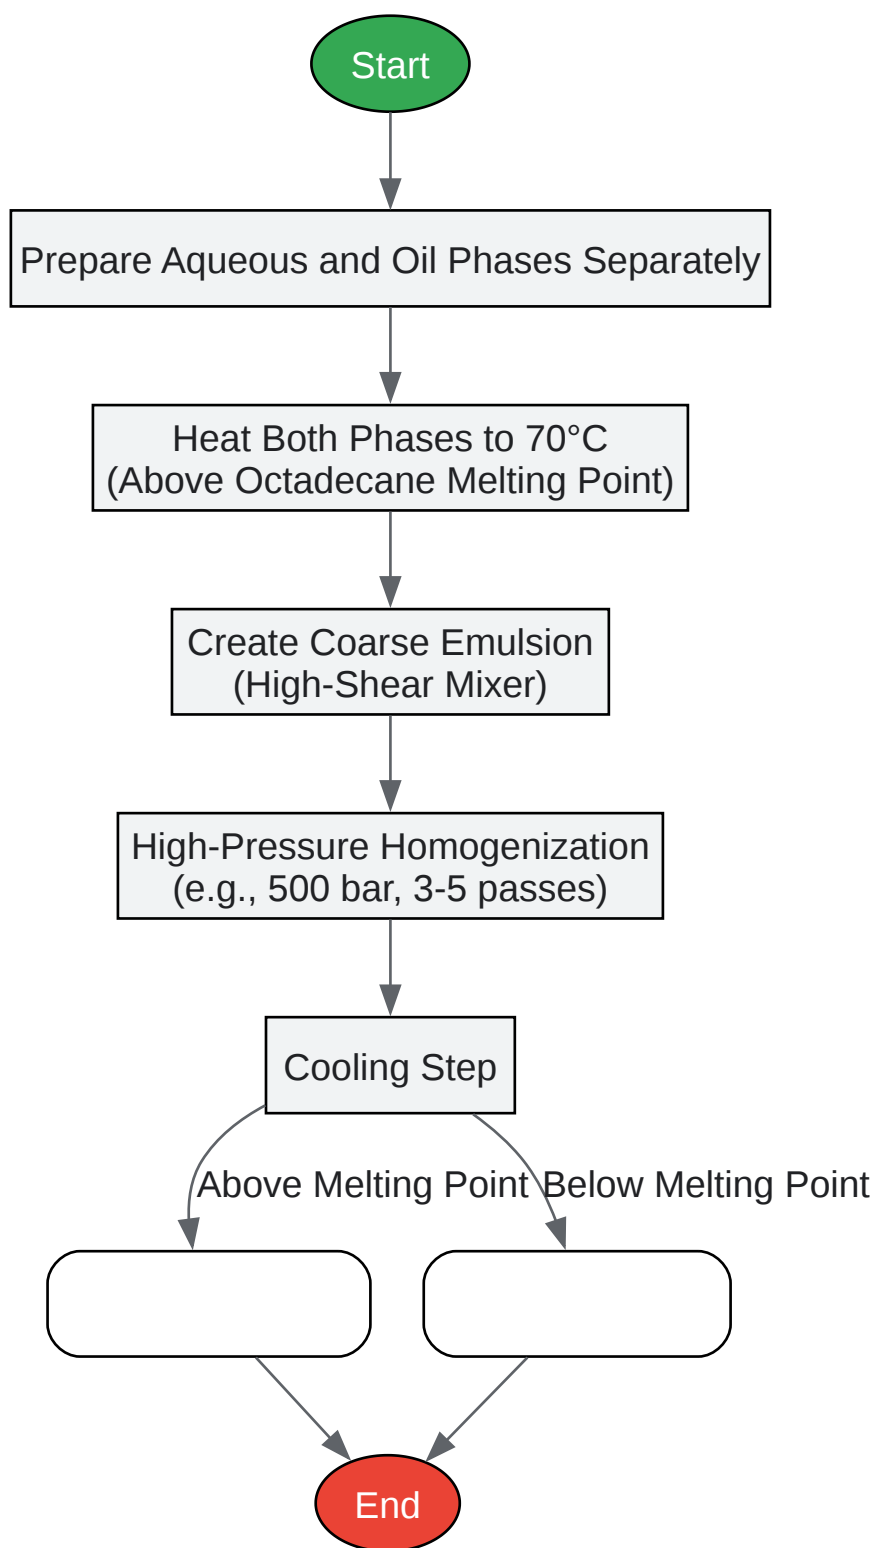 Start
Prepare Aqueous and Oil Phases Separately
Heat Both Phases to 70°C
(Above Octadecane Melting Point)
Create Coarse Emulsion
(High-Shear Mixer)
High-Pressure Homogenization
(e.g., 500 bar, 3-5 passes)
Cooling Step
Above Melting Point
Below Melting Point
End